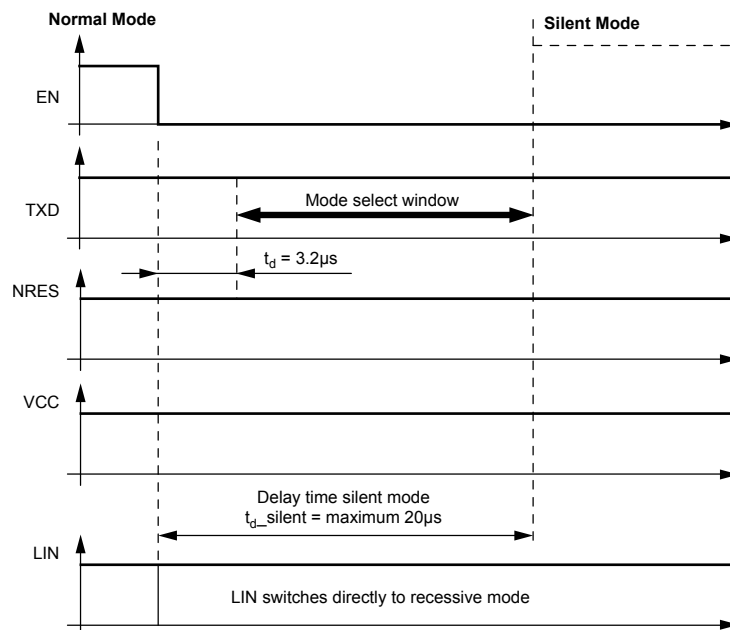 Normal Mode
Silent Mode
EN
TXD
Mode select window
t_d = 3.2µs
NRES
VCC
Delay time silent mode
t_d_silent = maximum 20µs
LIN
LIN switches directly to recessive mode